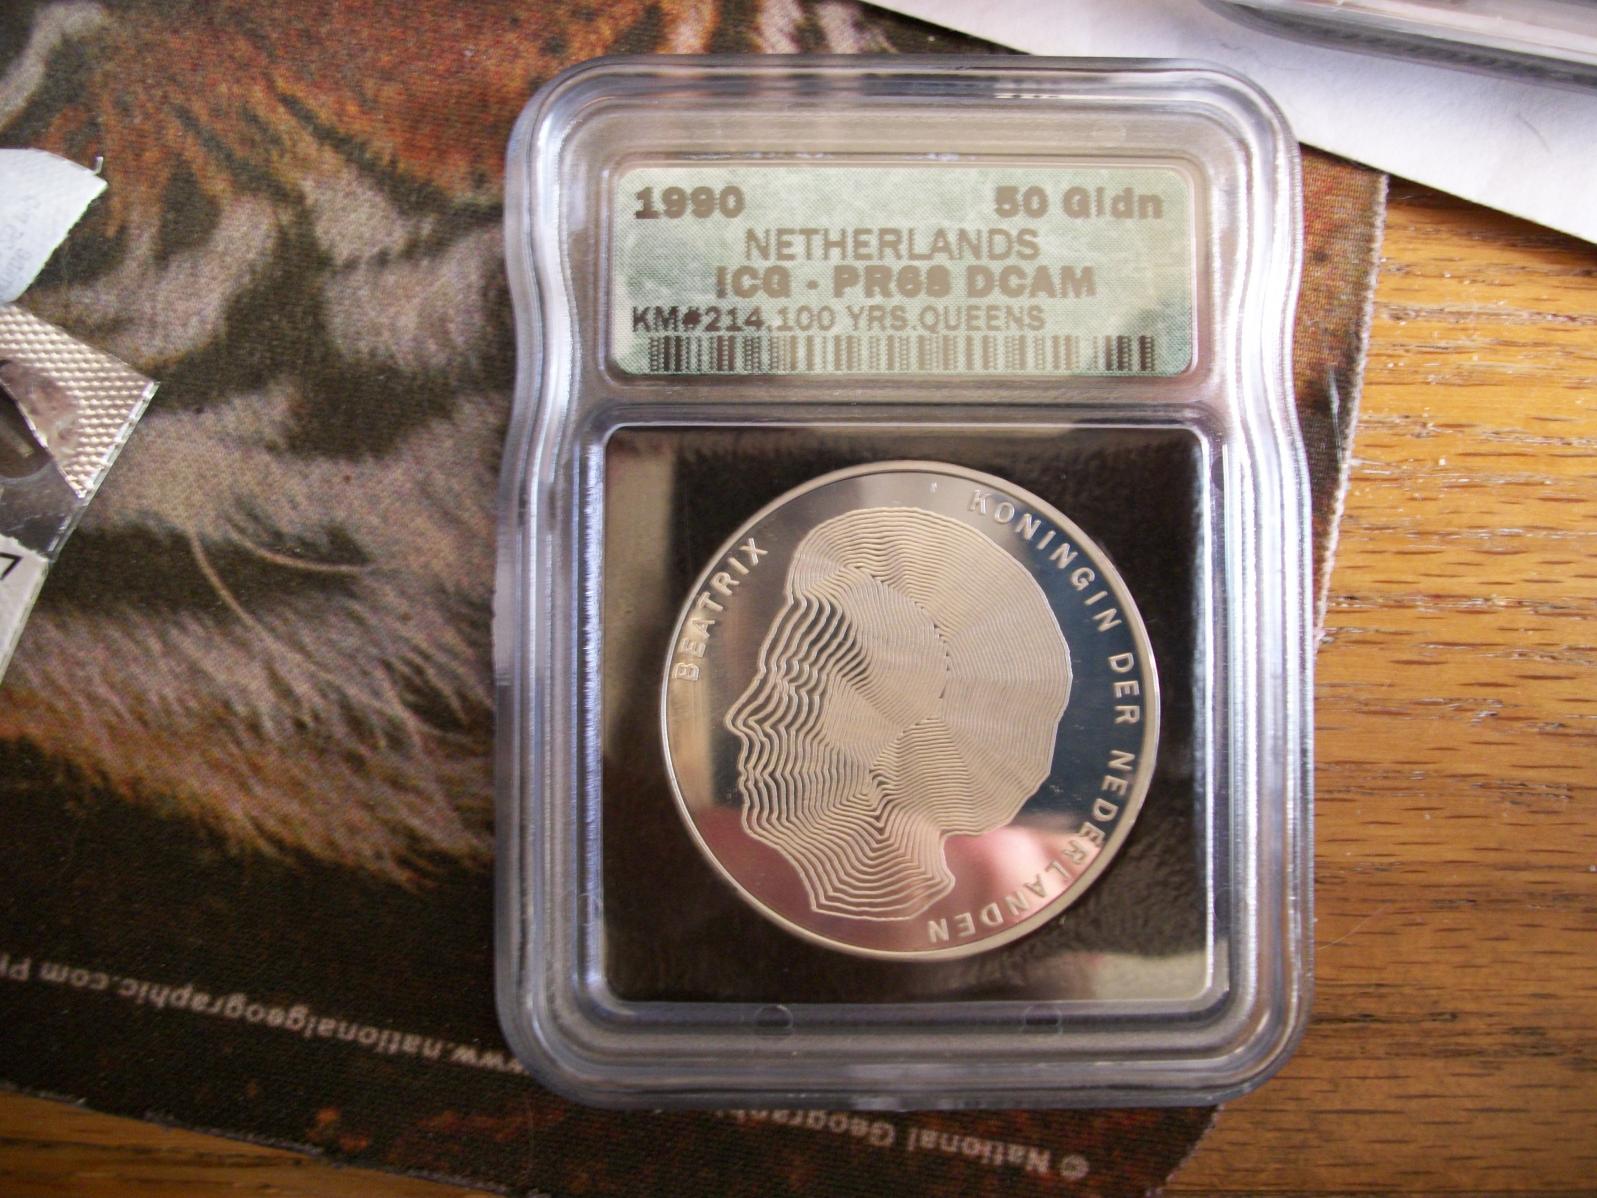 1990 50 Gldn
NETHERLANDS
ICG - PR68 DCAM
KM#214,100 YRS.QUEENS
BEATRIX KONINGIN DER NEDERLANDEN
www.nationalgeographic.com
© National Geographic